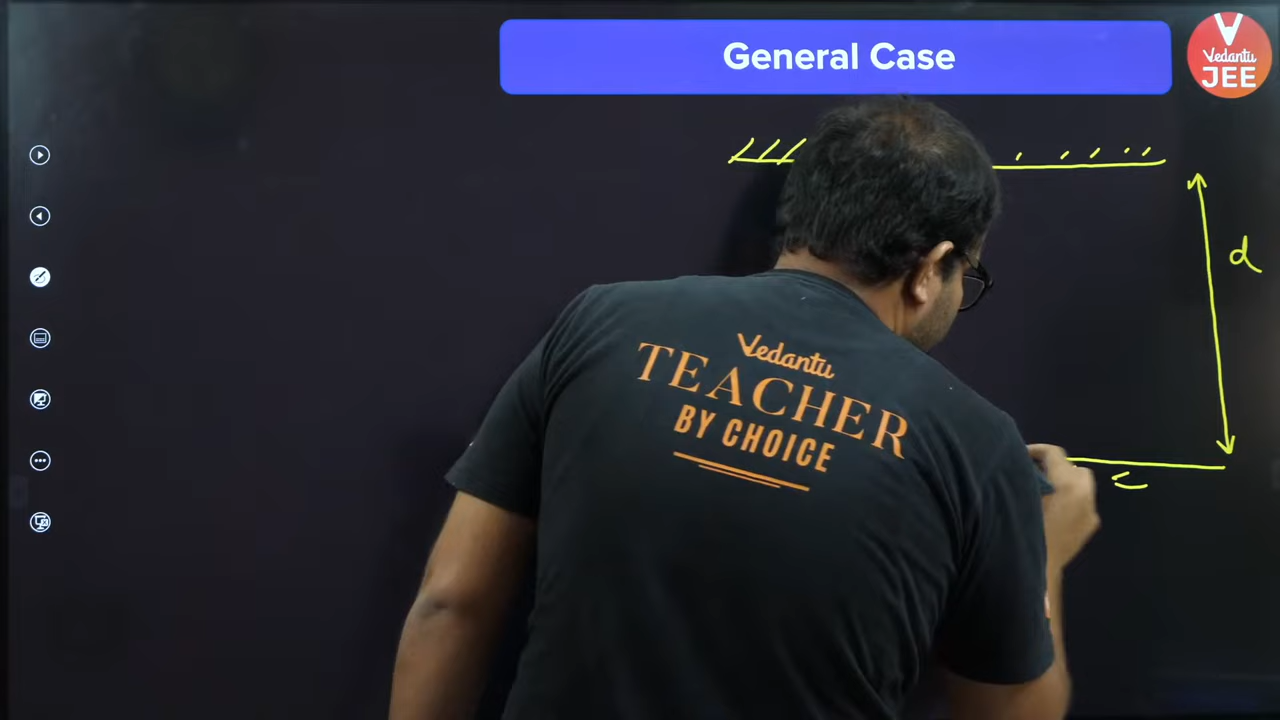 General Case
Vedantu
JEE
d
Vedantu
TEACHER
BY CHOICE